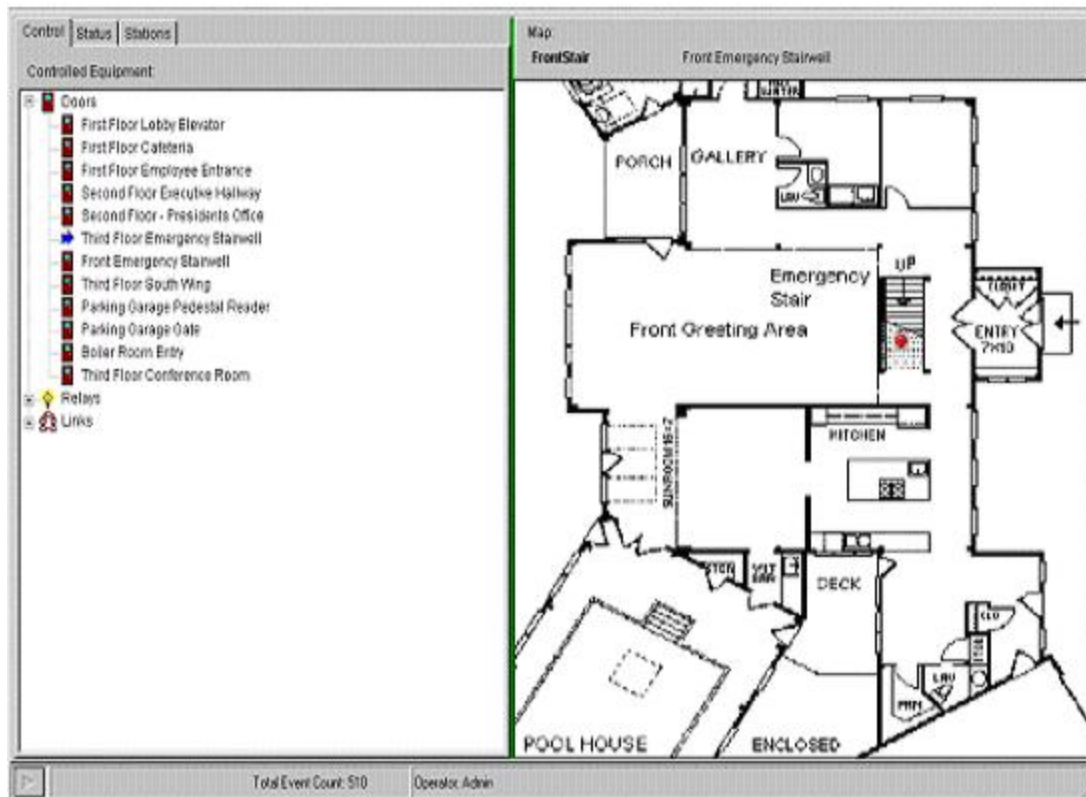 Control Status Stations
Controlled Equipment:
Doors
First Floor Lobby Elevator
First Floor Cafeteria
First Floor Employee Entrance
Second Floor Executive Hallway
Second Floor - Presidents Office
Third Floor Emergency Stairwell
Front Emergency Stairwell
Third Floor South Wing
Parking Garage Pedestal Reader
Parking Garage Gate
Boiler Room Entry
Third Floor Conference Room
Relays
Links
Map:
FrontStair Front Emergency Stairwell
PORCH
GALLERY
LAV
UP
Emergency
Stair
Front Greeting Area
CLOSET
ENTRY
7X10
KITCHEN
DECK
CLO
LAV
POOL HOUSE
ENCLOSED
Total Event Count: 510
Operator: Admin